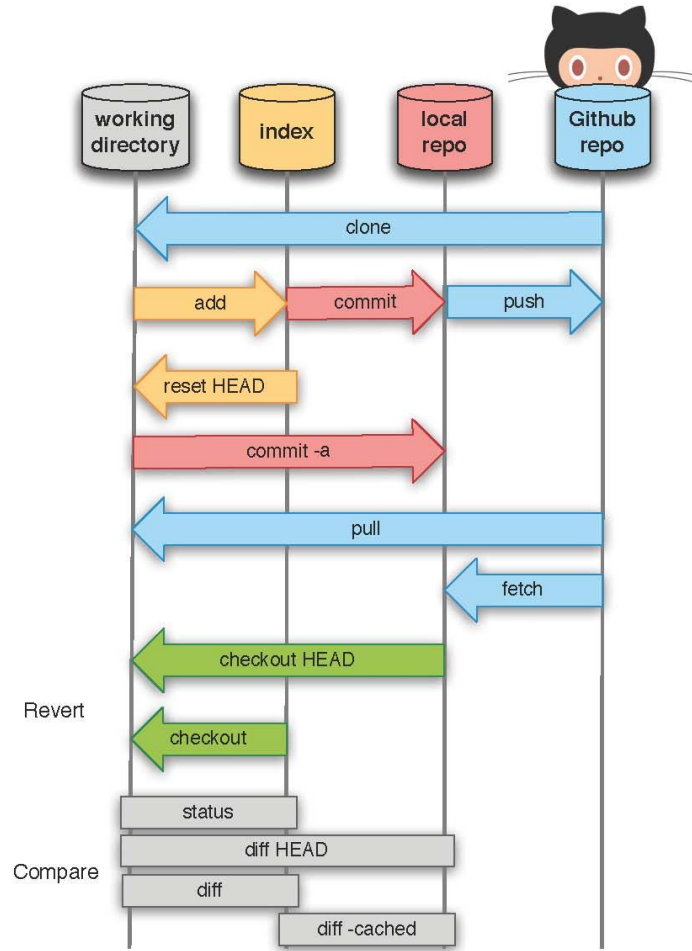 working
directory
index
local
repo
Github
repo
clone
add
commit
push
reset HEAD
commit -a
pull
fetch
checkout HEAD
Revert
checkout
status
diff HEAD
Compare
diff
diff -cached